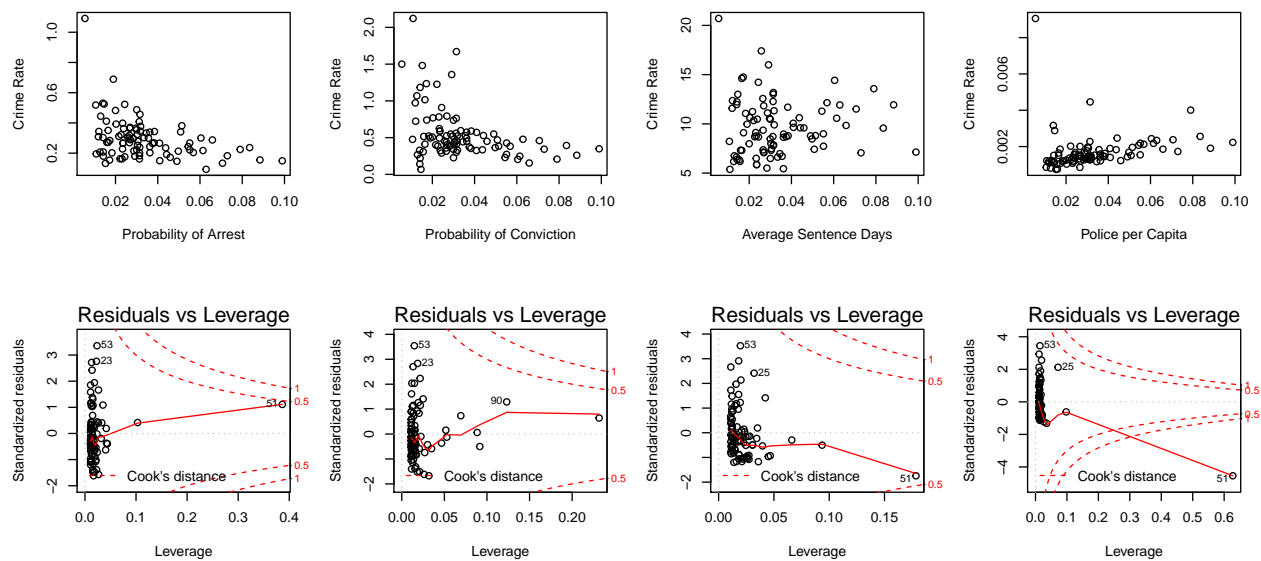 Crime Rate
0.2 0.6 1.0
0.02 0.04 0.06 0.08 0.10
Probability of Arrest
Crime Rate
0.0 0.5 1.0 1.5 2.0
0.02 0.04 0.06 0.08 0.10
Probability of Conviction
Crime Rate
5 10 15 20
0.02 0.04 0.06 0.08 0.10
Average Sentence Days
Crime Rate
0.002 0.006
0.02 0.04 0.06 0.08 0.10
Police per Capita
Residuals vs Leverage
Standardized residuals
−2 0 1 2 3
0.0 0.1 0.2 0.3 0.4
Leverage
Cook's distance
1
0.5
0.5
1
53
23
51
Residuals vs Leverage
Standardized residuals
−2 −1 0 1 2 3 4
0.00 0.05 0.10 0.15 0.20
Leverage
Cook's distance
1
0.5
0.5
53
23
90
Residuals vs Leverage
Standardized residuals
−2 −1 0 1 2 3 4
0.00 0.05 0.10 0.15
Leverage
Cook's distance
1
0.5
0.5
53
25
51
Residuals vs Leverage
Standardized residuals
−4 −2 0 2 4
0.0 0.1 0.2 0.3 0.4 0.5 0.6
Leverage
Cook's distance
1
0.5
0.5
1
53
25
51